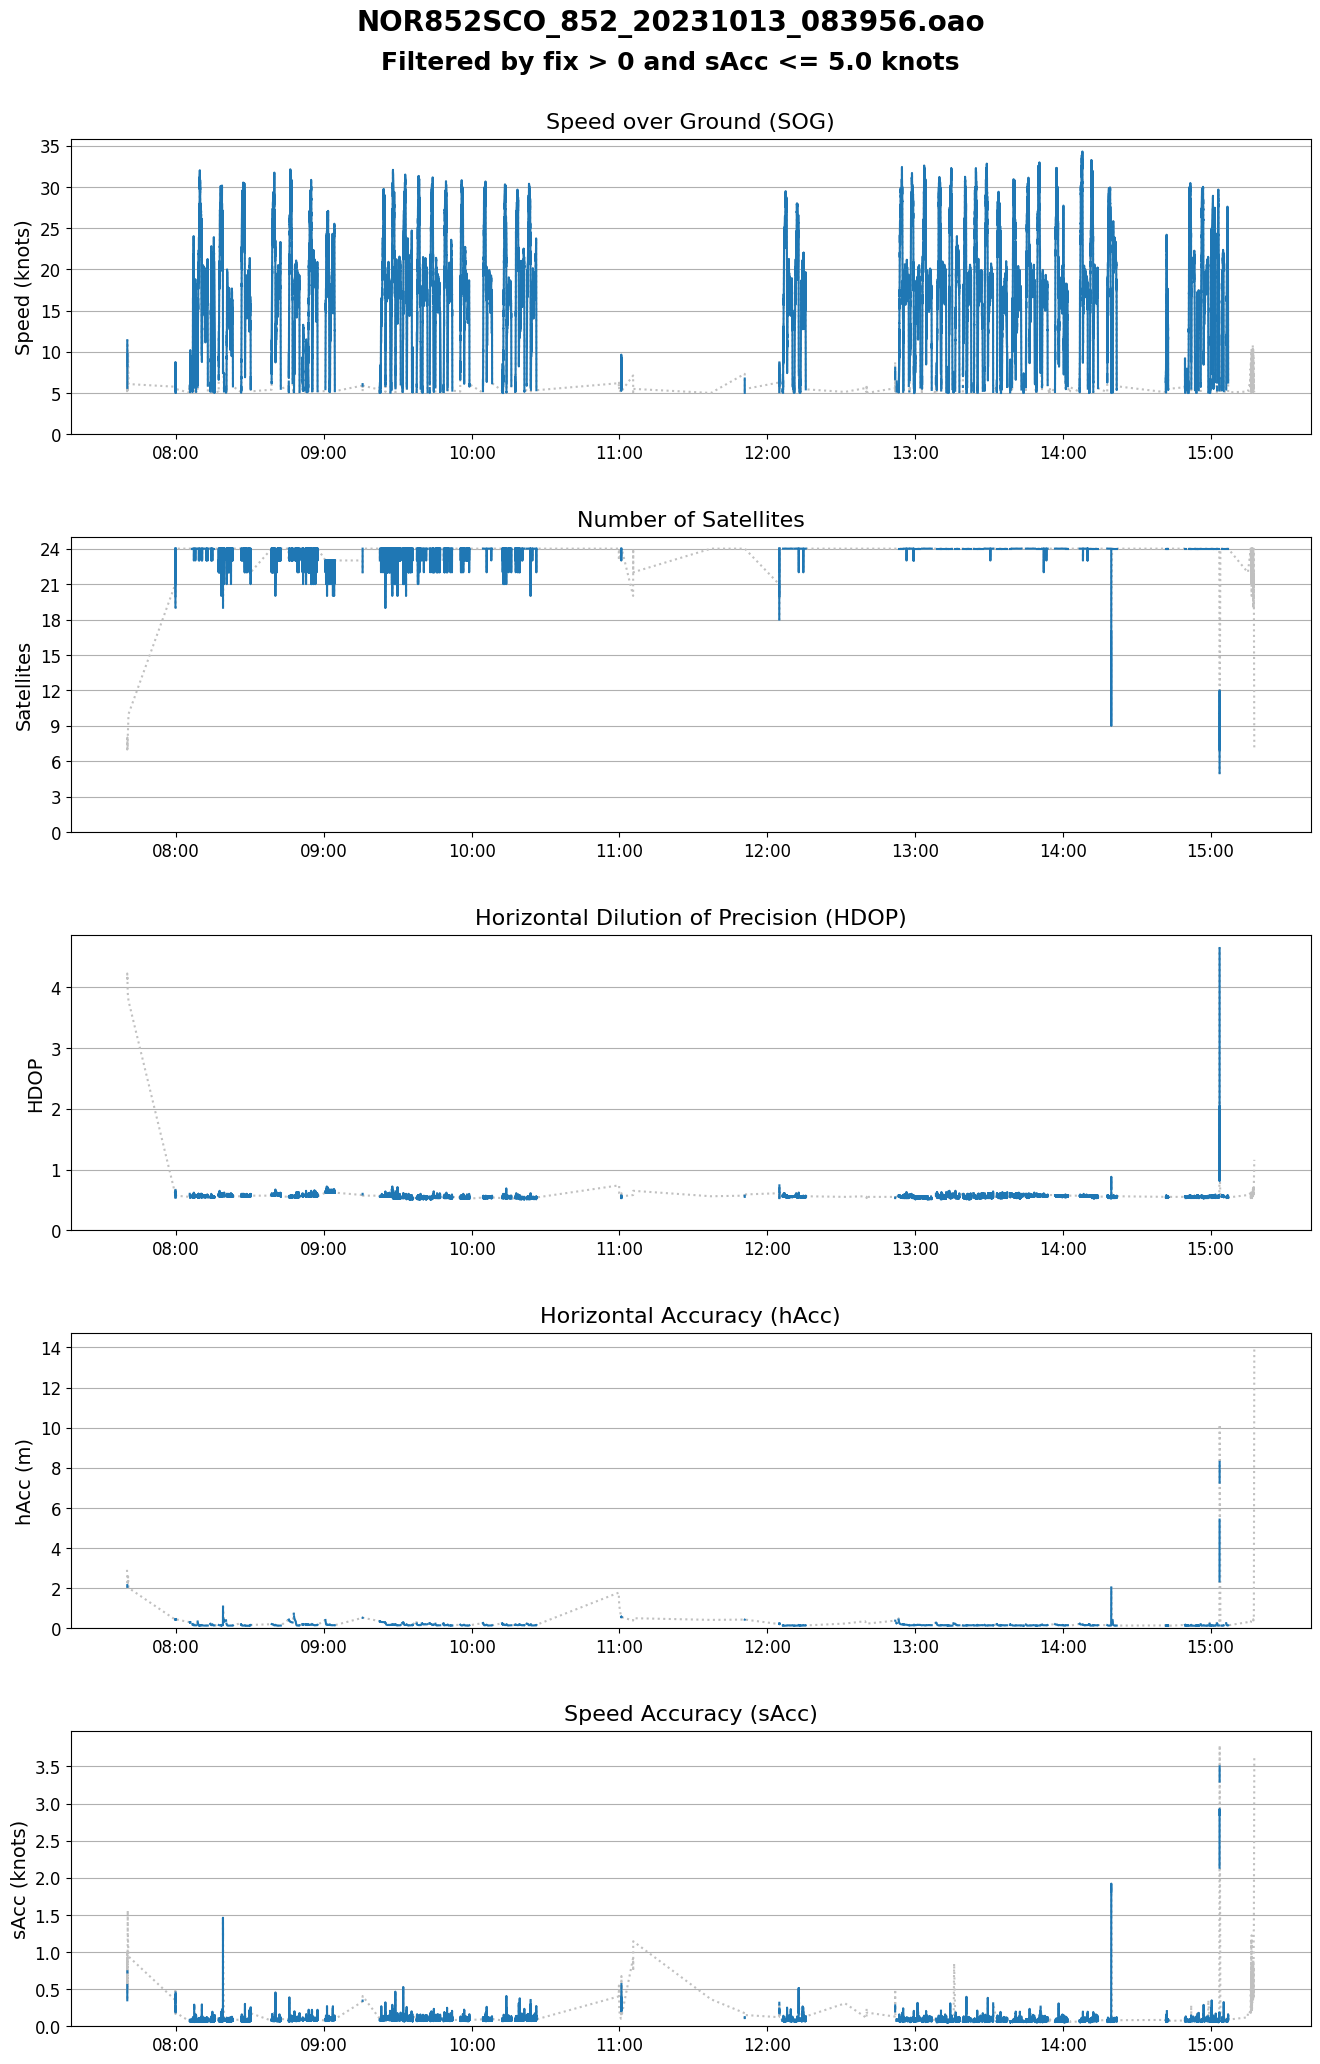 NOR852SCO_852_20231013_083956.oao
Filtered by fix > 0 and sAcc <= 5.0 knots
Speed over Ground (SOG)
Speed (knots)
35
30
25
20
15
10
5
0
08:00 09:00 10:00 11:00 12:00 13:00 14:00 15:00
Number of Satellites
Satellites
24
21
18
15
12
9
6
3
0
08:00 09:00 10:00 11:00 12:00 13:00 14:00 15:00
Horizontal Dilution of Precision (HDOP)
HDOP
4
3
2
1
0
08:00 09:00 10:00 11:00 12:00 13:00 14:00 15:00
Horizontal Accuracy (hAcc)
hAcc (m)
14
12
10
8
6
4
2
0
08:00 09:00 10:00 11:00 12:00 13:00 14:00 15:00
Speed Accuracy (sAcc)
sAcc (knots)
3.5
3.0
2.5
2.0
1.5
1.0
0.5
0.0
08:00 09:00 10:00 11:00 12:00 13:00 14:00 15:00